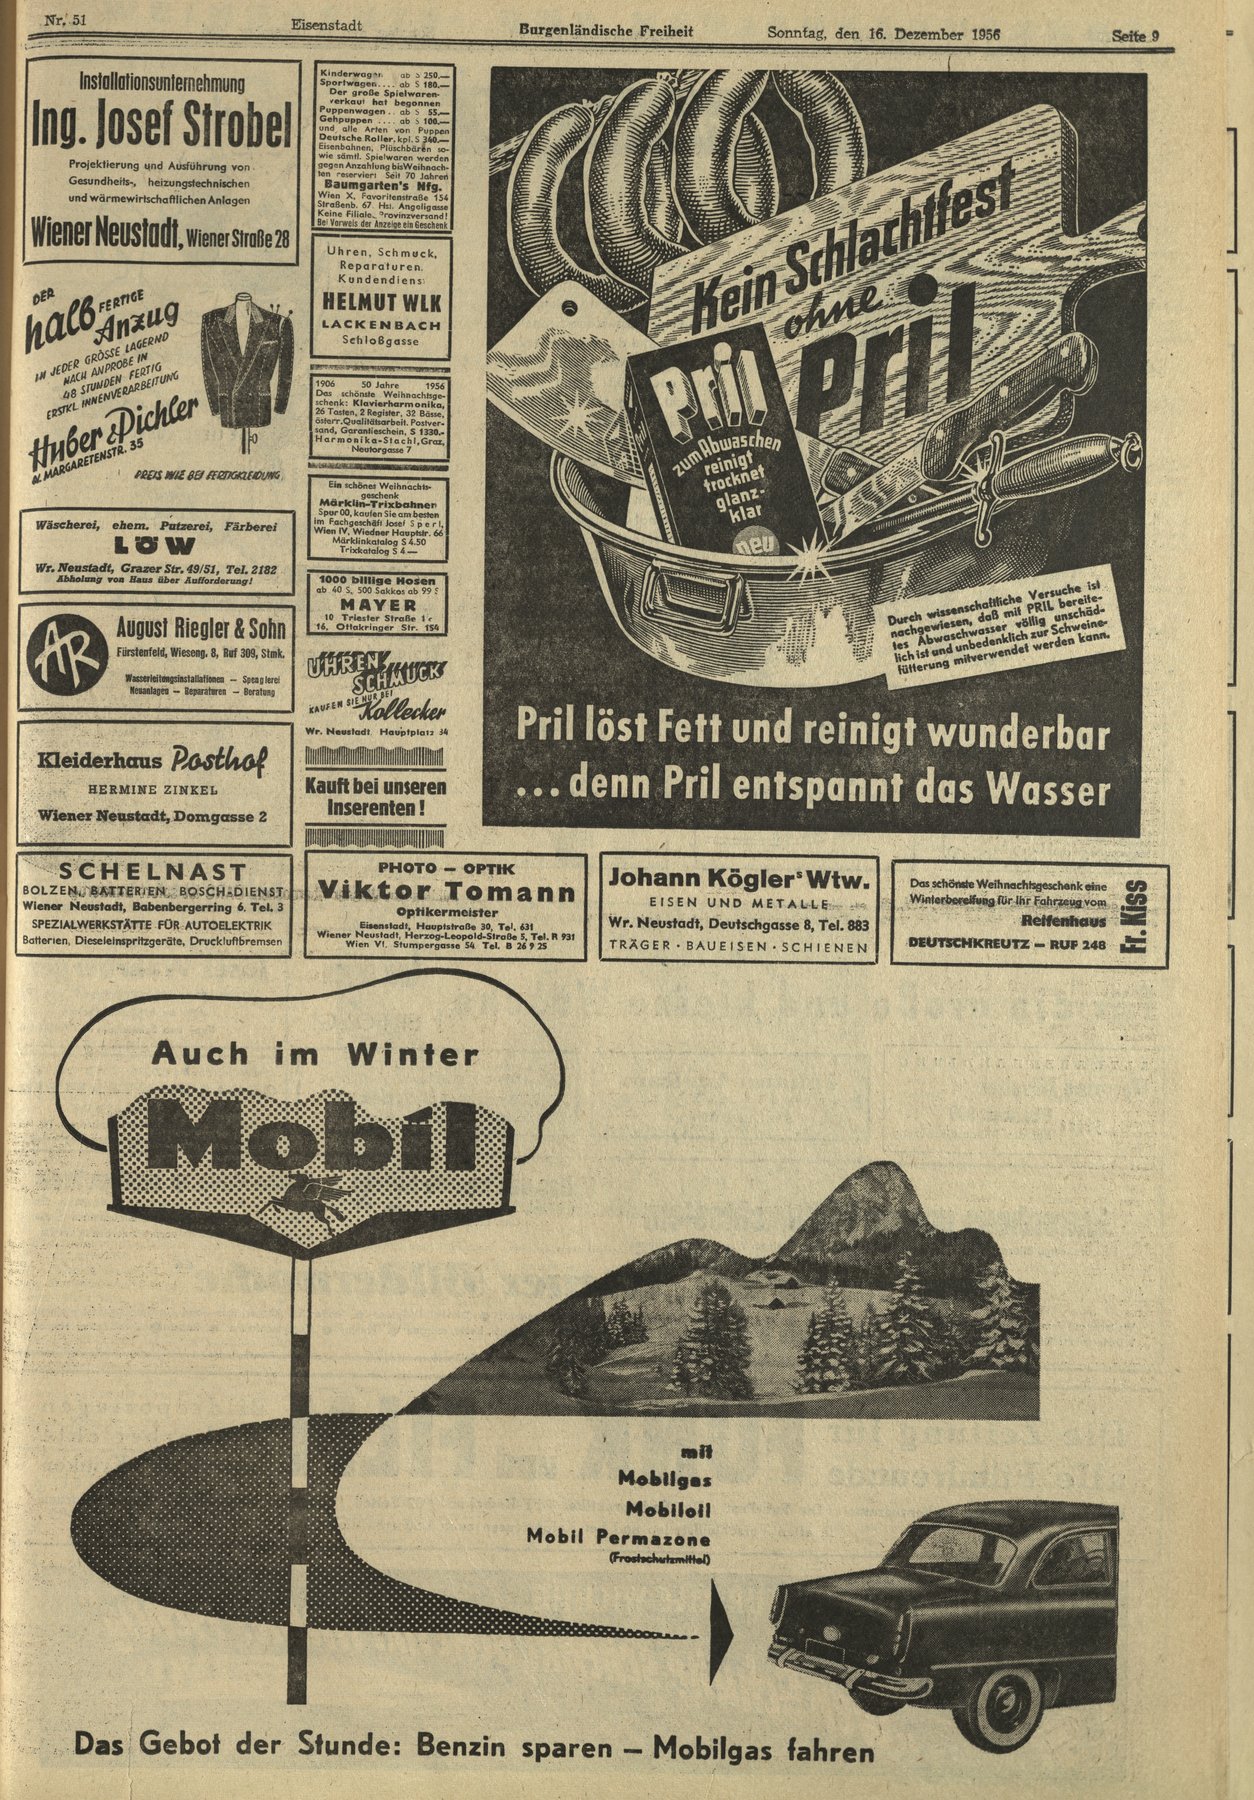 Nr. 51 Eisenstadt Burgenländische Freiheit Sonntag, den 16. Dezember 1956 Seite 9
Installationsunternehmung
Ing. Josef Strobel
Projektierung und Ausführung von
Gesundheits-, heizungstechnischen
und wärmewirtschaftlichen Anlagen
Wiener Neustadt, Wiener Straße 28
DER
halb FERTIGE
Anzug
IN JEDER GRÖSSE LAGERND
NACH ANPROBE IN
48 STUNDEN FERTIG
ERSTKL. INNENVERARBEITUNG
Huber & Pichler
MARGARETENSTR. 35
PREIS WIE BEI FERTIGKLEIDUNG
Wäscherei, ehem. Putzerei, Färberei
LÖW
Wr. Neustadt, Grazer Str. 49/51, Tel. 2182
Abholung von Haus über Aufforderung!
AR
August Riegler & Sohn
Fürstenfeld, Wieseng. 8, Ruf 309, Stmk.
Wasserleitungsinstallationen — Spenglerei
Neuanlagen — Reparaturen — Beratung
Kleiderhaus Posthof
HERMINE ZINKEL
Wiener Neustadt, Domgasse 2
Kinderwagen ab S 250.—
Sportwagen.... ab S 180.—
Der große Spielwaren-
verkauf hat begonnen
Puppenwagen.. ab S 55.—
Gehpuppen .... ab S 100.—
und alle Arten von Puppen
Deutsche Roller, kpl. S 340.—
Eisenbahnen, Plüschbären so-
wie sämtl. Spielwaren werden
gegen Anzahlung bis Weihnach-
ten reserviert Seit 70 Jahren
Baumgarten's Nfg.
Wien X, Favoritenstraße 154
Straßenb. 67 Hst. Angeligasse
Keine Filiale. Provinzversand!
Bei Vorweis der Anzeige ein Geschenk
Uhren, Schmuck,
Reparaturen,
Kundendienst
HELMUT WLK
LACKENBACH
Schloßgasse
1906 50 Jahre 1956
Das schönste Weihnachtsge-
schenk: Klavierharmonika,
26 Tasten, 2 Register, 32 Bässe,
österr. Qualitätsarbeit. Postver-
sand, Garantieschein, S 1330.-
Harmonika-Stachl, Graz,
Neutorgasse 7
Ein schönes Weihnachts-
geschenk
Märklin-Trixbahnen
Spur 00, kaufen Sie am besten
im Fachgeschäft Josef Sperl,
Wien IV, Wiedner Hauptstr. 66
Märklinkatalog S 4.50
Trixkatalog S 4.—
1000 billige Hosen
ab 40 S, 500 Sakkos ab 99 S
MAYER
10 Triester Straße
16, Ottakringer Str. 154
UHREN
SCHMUCK
KAUFEN SIE NUR BEI
Kollecker
Wr. Neustadt, Hauptplatz 34
Kauft bei unseren
Inserenten!
Kein Schlachtfest
ohne
Pril
Pril
zum Abwaschen
reinigt
trocknet
glanz-
klar
neu
Durch wissenschaftliche Versuche ist
nachgewiesen, daß mit PRIL bereite-
tes Abwaschwasser völlig unschäd-
lich ist und unbedenklich zur Schweine-
fütterung mitverwendet werden kann.
Pril löst Fett und reinigt wunderbar
...denn Pril entspannt das Wasser
SCHELNAST
BOLZEN, BATTERIEN, BOSCH-DIENST
Wiener Neustadt, Babenbergerring 6, Tel. 3
SPEZIALWERKSTÄTTE FÜR AUTOELEKTRIK
Batterien, Dieseleinspritzgeräte, Druckluftbremsen
PHOTO — OPTIK
Viktor Tomann
Optikermeister
Eisenstadt, Hauptstraße 30, Tel. 631
Wiener Neustadt, Herzog-Leopold-Straße 5, Tel. R 931
Wien VI, Stumpergasse 54, Tel. B 26 9 25
Johann Kögler's Wtw.
EISEN UND METALLE
Wr. Neustadt, Deutschgasse 8, Tel. 883
TRÄGER · BAUEISEN · SCHIENEN
Das schönste Weihnachtsgeschenk eine
Winterbereifung für Ihr Fahrzeug vom
Reifenhaus
DEUTSCHKREUTZ — RUF 248
Fr. Kiss
Auch im Winter
Mobil
mit
Mobilgas
Mobiloil
Mobil Permazone
(Frostschutzmittel)
Das Gebot der Stunde: Benzin sparen — Mobilgas fahren